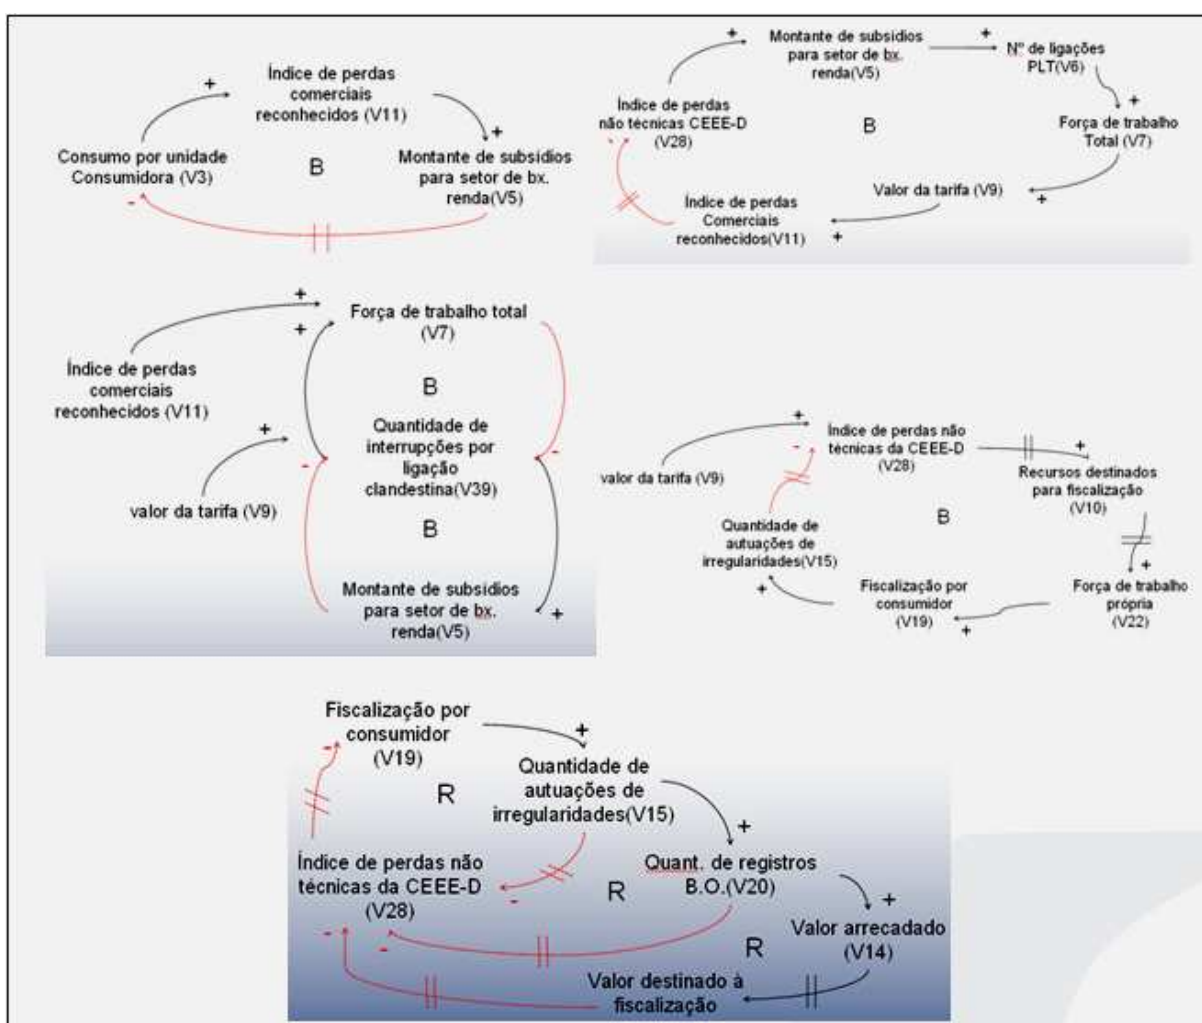 +
Índice de perdas
comerciais
reconhecidos (V11)
+
Consumo por unidade
Consumidora (V3)
B
Montante de subsídios
para setor de bx.
renda(V5)
-
+
Montante de subsídios
para setor de bx.
renda(V5)
+
Nº de ligações
PLT(V6)
+
Índice de perdas
não técnicas CEEE-D
(V28)
B
Força de trabalho
Total (V7)
-
Valor da tarifa (V9)
+
Índice de perdas
Comerciais
reconhecidos(V11)
+
+
+
Força de trabalho total
(V7)
Índice de perdas
comerciais
reconhecidos (V11)
B
+
Quantidade de
interrupções por
ligação
clandestina(V39)
-
-
valor da tarifa (V9)
B
Montante de subsídios
para setor de bx.
renda(V5)
+
+
-
Índice de perdas não
técnicas da CEEE-D
(V28)
+
valor da tarifa (V9)
Recursos destinados
para fiscalização
(V10)
B
Quantidade de
autuações de
irregularidades(V15)
+
+
Fiscalização por
consumidor
(V19)
+
Força de trabalho
própria
(V22)
Fiscalização por
consumidor
(V19)
-
+
R
Quantidade de
autuações de
irregularidades(V15)
+
Índice de perdas não
técnicas da CEEE-D
(V28)
-
R
Quant. de registros
B.O.(V20)
+
-
-
R
Valor arrecadado
(V14)
Valor destinado à
fiscalização